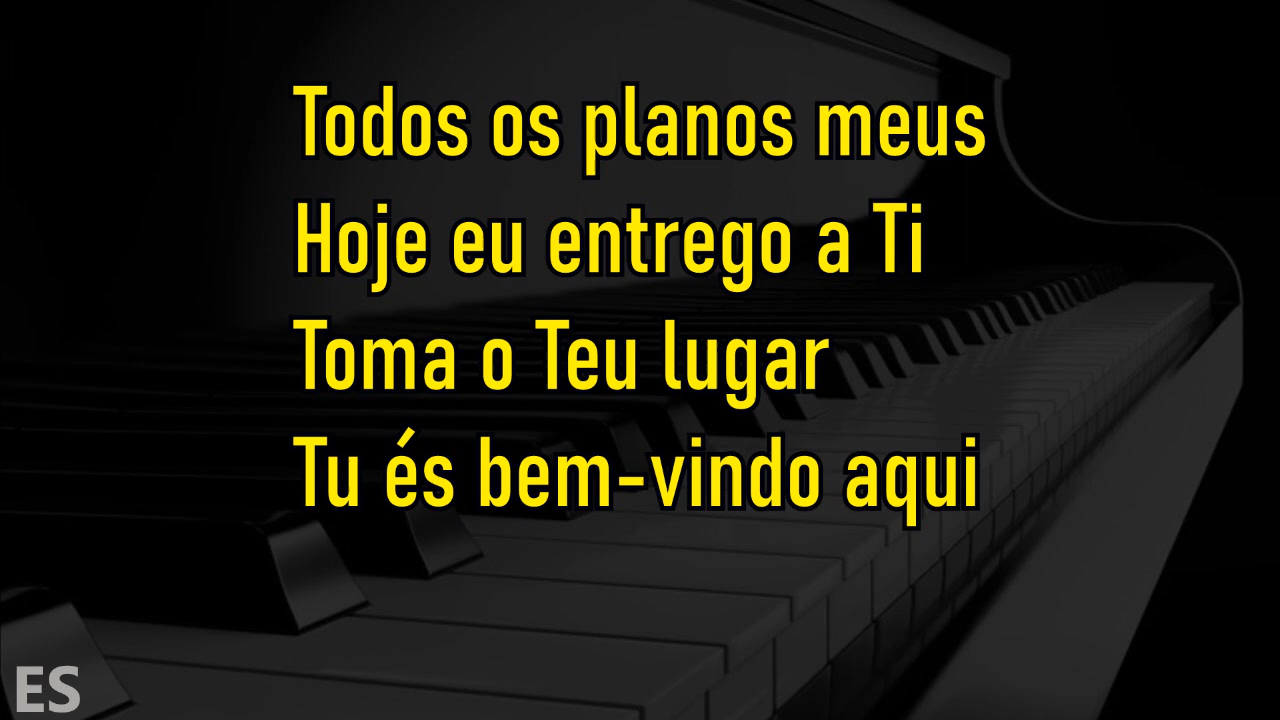 Todos os planos meus
Hoje eu entrego a Ti
Toma o Teu lugar
Tu és bem-vindo aqui
ES